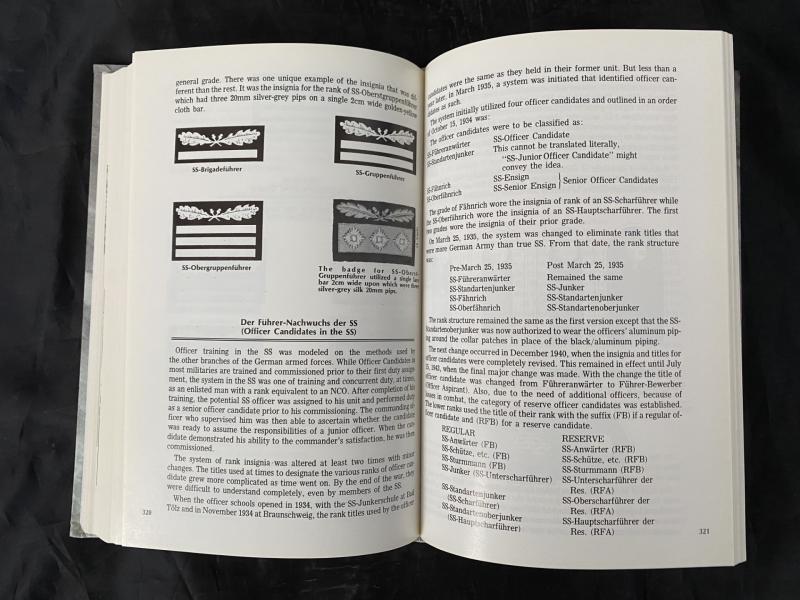 general grade. There was one unique example of the insignia that was dif-
ferent than the rest. It was the insignia for the rank of SS-Oberstgruppenführer
which had three 20mm silver-grey pips on a single 2cm wide golden-yellow
cloth bar.
SS-Brigadeführer
SS-Gruppenführer
SS-Obergruppenführer
The badge for SS-Oberst-
Gruppenführer utilized a single large
bar 2cm wide upon which were three
silver-grey silk 20mm pips.
Der Führer-Nachwuchs der SS
(Officer Candidates in the SS)
Officer training in the SS was modeled on the methods used by
the other branches of the German armed forces. While Officer Candidates in
most militaries are trained and commissioned prior to their first duty assign-
ment, the system in the SS was one of training and concurrent duty, at times,
as an enlisted man with a rank equivalent to an NCO. After completion of his
training, the potential SS officer was assigned to his unit and performed duty
as a senior officer candidate prior to his commissioning. The commanding of-
ficer who supervised him was then able to ascertain whether the candidate
was ready to assume the responsibilities of a junior officer. When the can-
didate demonstrated his ability to the commander's satisfaction, he was then
commissioned.
The system of rank insignia was altered at least two times with minor
changes. The titles used at times to designate the various ranks of officer can-
didate grew more complicated as time went on. By the end of the war, they
were difficult to understand completely, even by members of the SS.
When the officer schools opened in 1934, with the SS-Junkerschule at Bad
Tölz and in November 1934 at Braunschweig, the rank titles used by the officer
320
candidates were the same as they held in their former unit. But less than a
year later, in March 1935, a system was initiated that identified officer can-
didates as such.
The system initially utilized four officer candidates and outlined in an order
of October 15, 1934 was:
The officer candidates were to be classified as:
SS-Führeranwärter SS-Officer Candidate
SS-Standartenjunker This cannot be translated literally,
"SS-Junior Officer Candidate" might
convey the idea.
SS-Fähnrich SS-Ensign
SS-Oberfähnrich SS-Senior Ensign } Senior Officer Candidates
The grade of Fähnrich wore the insignia of rank of an SS-Scharführer while
the SS-Oberfähnrich wore the insignia of an SS-Hauptscharführer. The first
two grades wore the insignia of their prior grade.
On March 25, 1935, the system was changed to eliminate rank titles that
were more German Army than true SS. From that date, the rank structure
was:
Pre-March 25, 1935 Post March 25, 1935
SS-Führeranwärter Remained the same
SS-Standartenjunker SS-Junker
SS-Fähnrich SS-Standartenjunker
SS-Oberfähnrich SS-Standartenoberjunker
The rank structure remained the same as the first version except that the SS-
Standartenoberjunker was now authorized to wear the officers' aluminum pip-
ing around the collar patches in place of the black/aluminum piping.
The next change occurred in December 1940, when the insignia and titles for
officer candidates were completely revised. This remained in effect until July
15, 1943, when the final major change was made. With the change the title of
officer candidate was changed from Führeranwärter to Führer-Bewerber
(Officer Aspirant). Also, due to the need of additional officers, because of
losses in combat, the category of reserve officer candidates was established.
The lower ranks used the title of their rank with the suffix (FB) if a regular of-
ficer candidate and (RFB) for a reserve candidate.
REGULAR RESERVE
SS-Anwärter (FB) SS-Anwärter (RFB)
SS-Schütze, etc. (FB) SS-Schütze, etc. (RFB)
SS-Sturmmann (FB) SS-Sturmmann (RFB)
SS-Junker (SS-Unterscharführer) SS-Unterscharführer der
Res. (RFA)
SS-Standartenjunker SS-Oberscharführer der
(SS-Scharführer) Res. (RFA)
SS-Standartenoberjunker SS-Hauptscharführer der
(SS-Hauptscharführer) Res. (RFA)
321